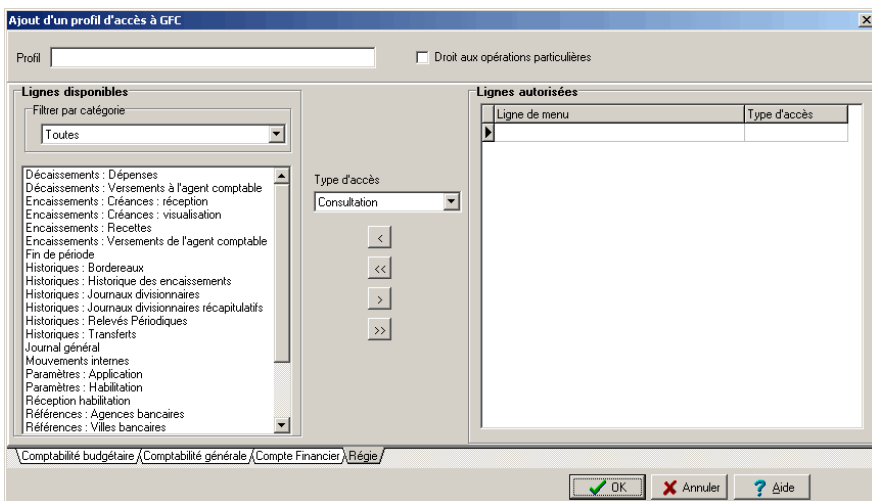 Ajout d'un profil d'accès à GFC
Profil
Droit aux opérations particulières
Lignes disponibles
Filtrer par catégorie
Toutes
Décaissements : Dépenses
Décaissements : Versements à l'agent comptable
Encaissements : Créances : réception
Encaissements : Créances : visualisation
Encaissements : Recettes
Encaissements : Versements de l'agent comptable
Fin de période
Historiques : Bordereaux
Historiques : Historique des encaissements
Historiques : Journaux divisionnaires
Historiques : Journaux divisionnaires récapitulatifs
Historiques : Relevés Périodiques
Historiques : Transferts
Journal général
Mouvements internes
Paramètres : Application
Paramètres : Habilitation
Réception habilitation
Références : Agences bancaires
Références : Villes bancaires
Type d'accès
Consultation
<
<<
>
>>
Lignes autorisées
Ligne de menu Type d'accès
Comptabilité budgétaire Comptabilité générale Compte Financier Régie
OK Annuler ? Aide